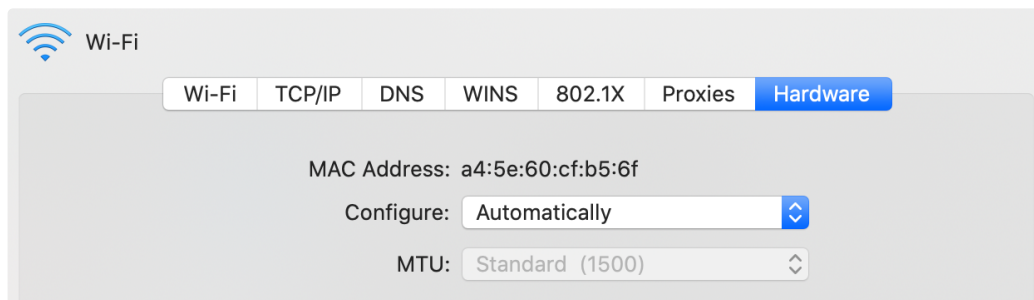 Wi-Fi
Wi-Fi TCP/IP DNS WINS 802.1X Proxies Hardware
MAC Address: a4:5e:60:cf:b5:6f
Configure: Automatically
MTU: Standard (1500)